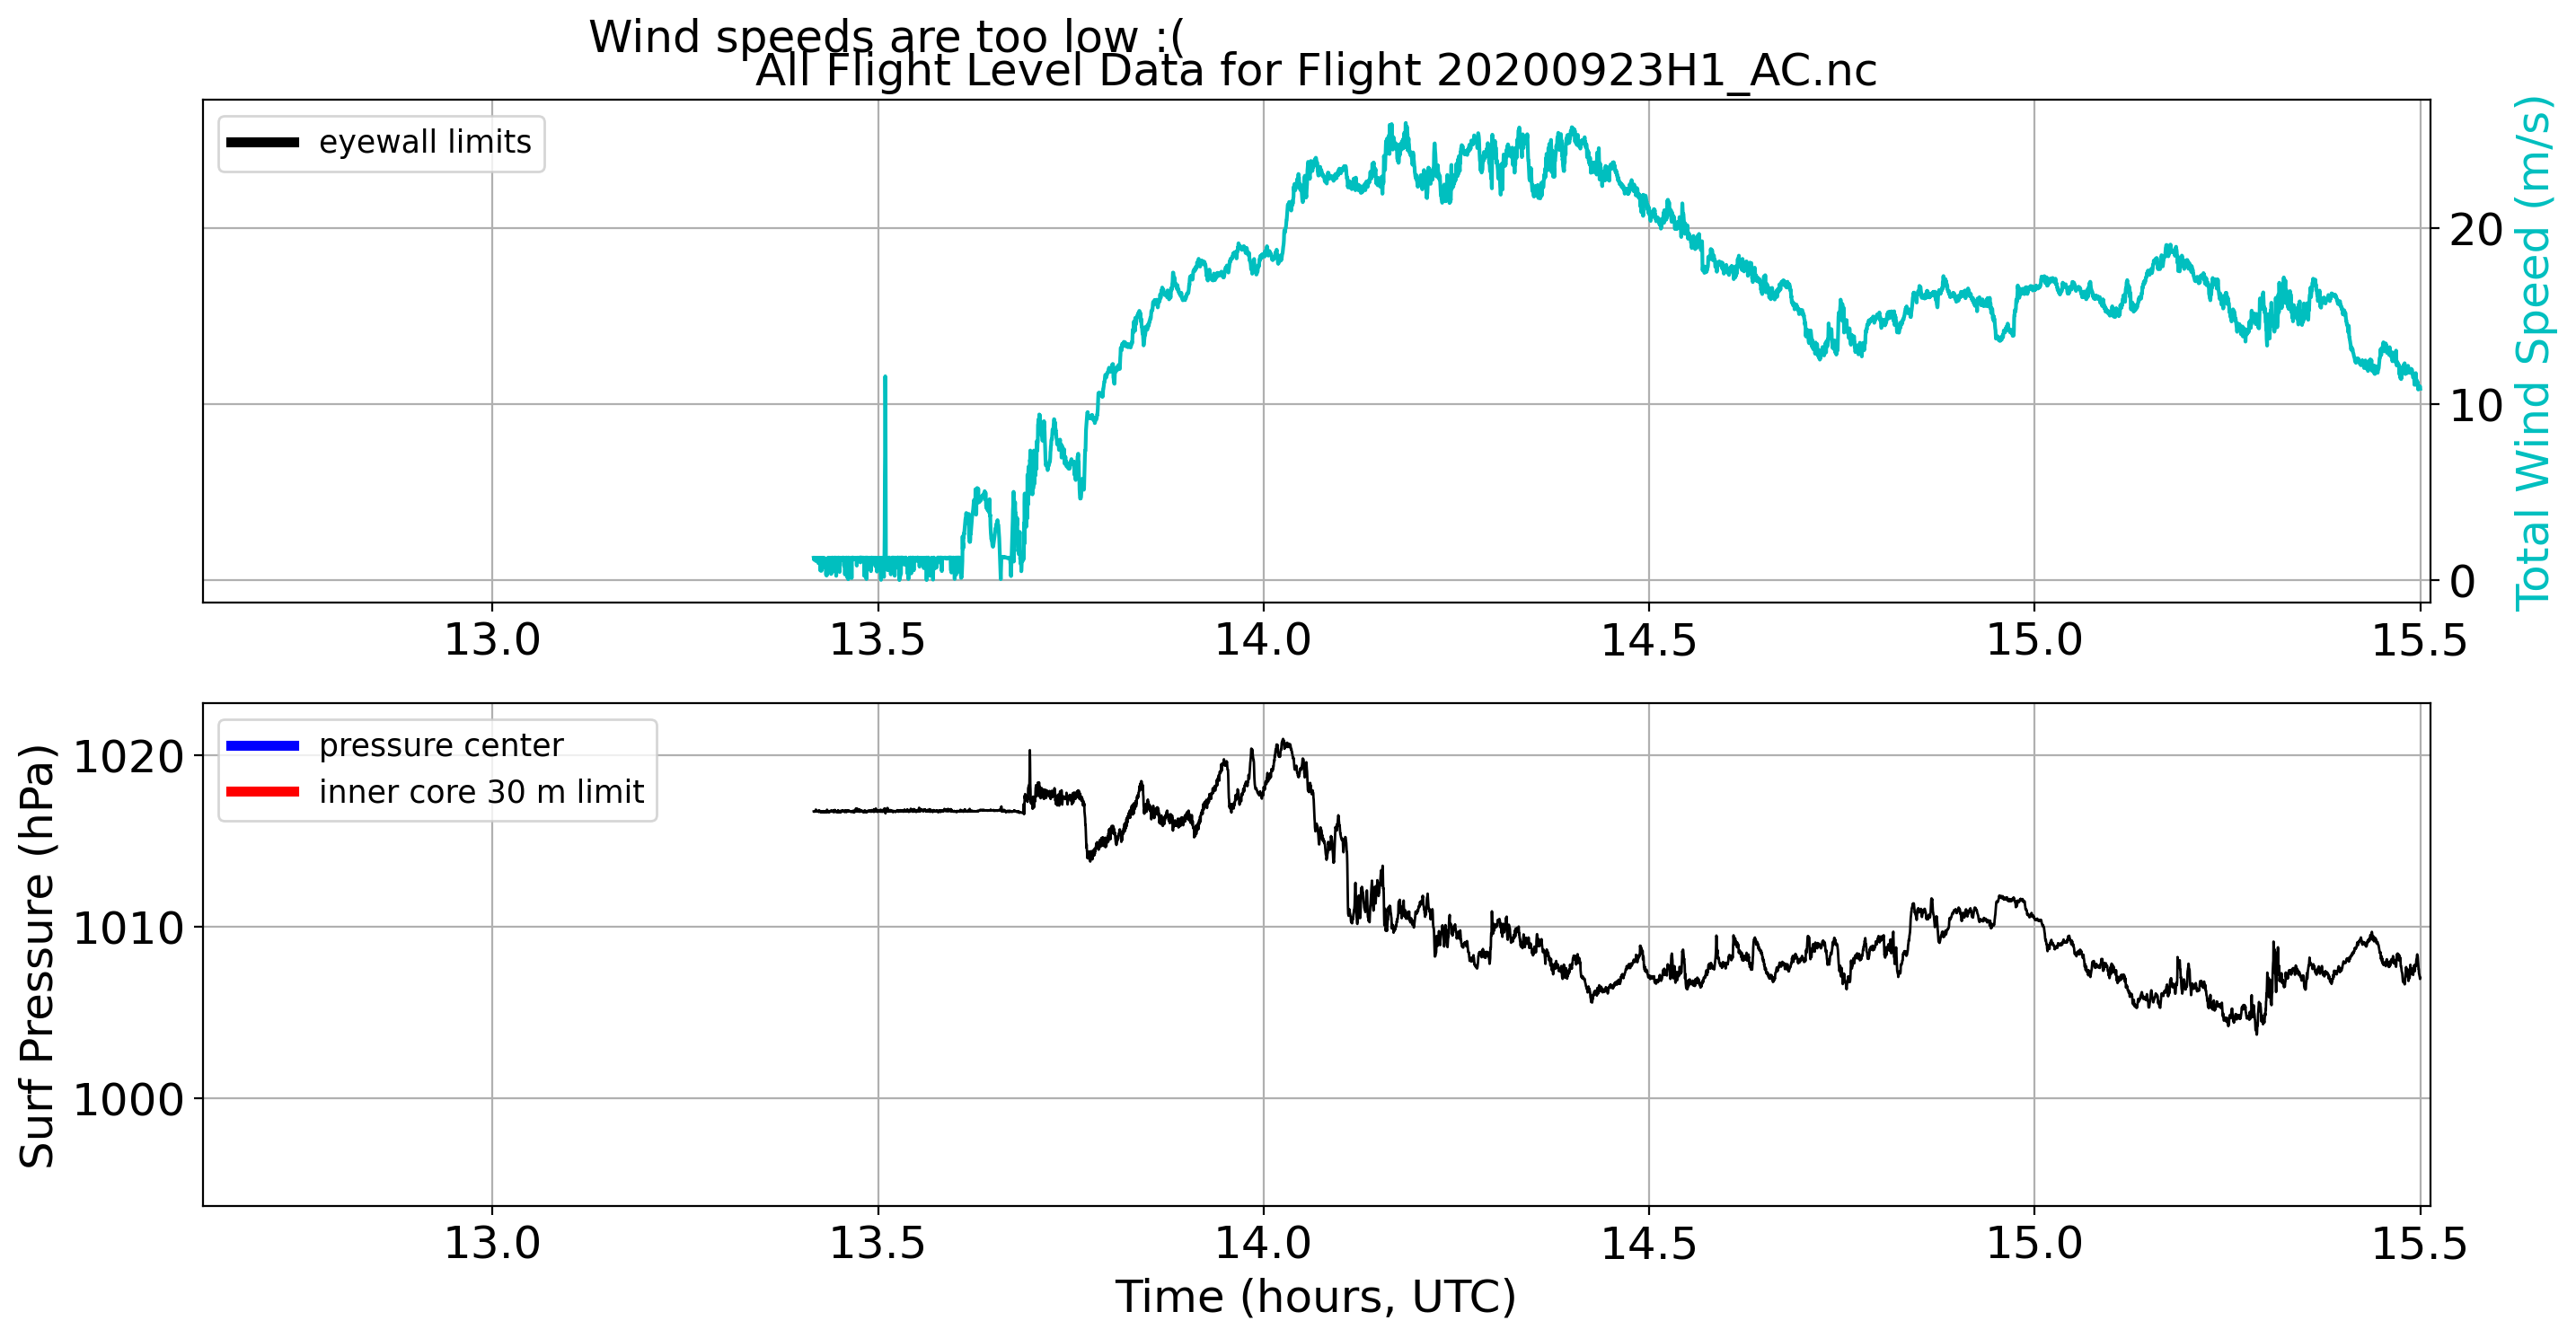 Wind speeds are too low :(
All Flight Level Data for Flight 20200923H1_AC.nc
eyewall limits
20
10
0
Total Wind Speed (m/s)
13.0 13.5 14.0 14.5 15.0 15.5
pressure center
inner core 30 m limit
1020
1010
1000
Surf Pressure (hPa)
13.0 13.5 14.0 14.5 15.0 15.5
Time (hours, UTC)